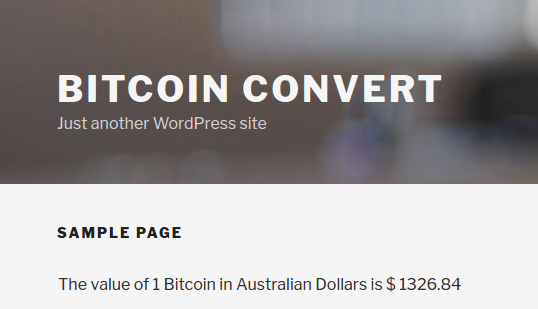 BITCOIN CONVERT
Just another WordPress site
SAMPLE PAGE
The value of 1 Bitcoin in Australian Dollars is $ 1326.84